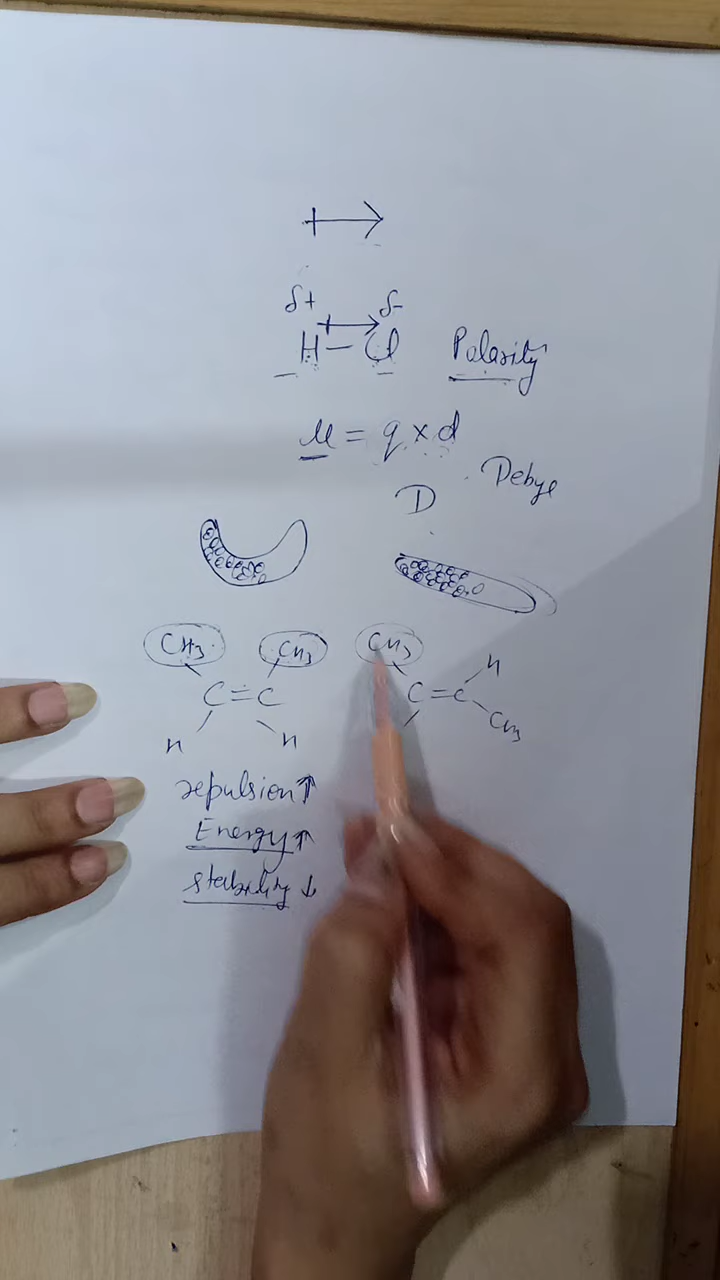 δ+ δ-
H - Cl Polarity
μ = q × d
Debye
D
CH3 CH3 CH3
H
C = C C = C
CH3
H H
repulsion ↑
Energy ↑
stability ↓